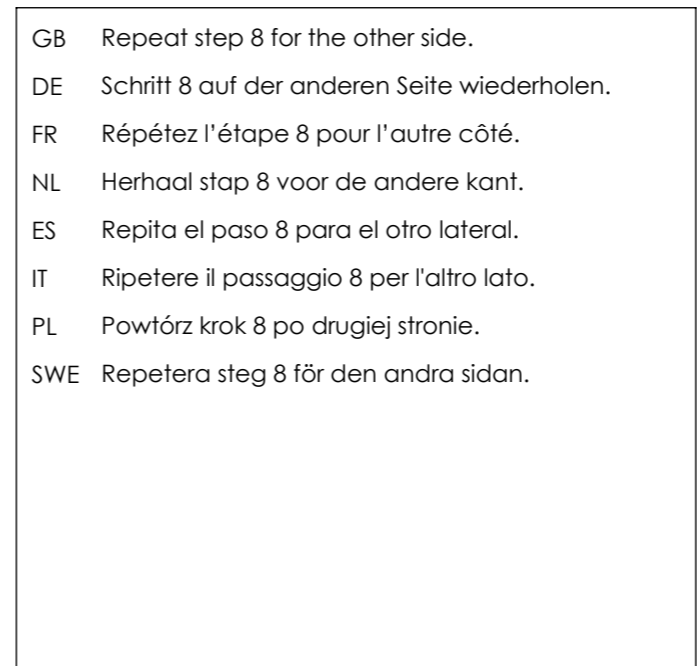 GB Repeat step 8 for the other side.
DE Schritt 8 auf der anderen Seite wiederholen.
FR Répétez l’étape 8 pour l’autre côté.
NL Herhaal stap 8 voor de andere kant.
ES Repita el paso 8 para el otro lateral.
IT Ripetere il passaggio 8 per l'altro lato.
PL Powtórz krok 8 po drugiej stronie.
SWE Repetera steg 8 för den andra sidan.